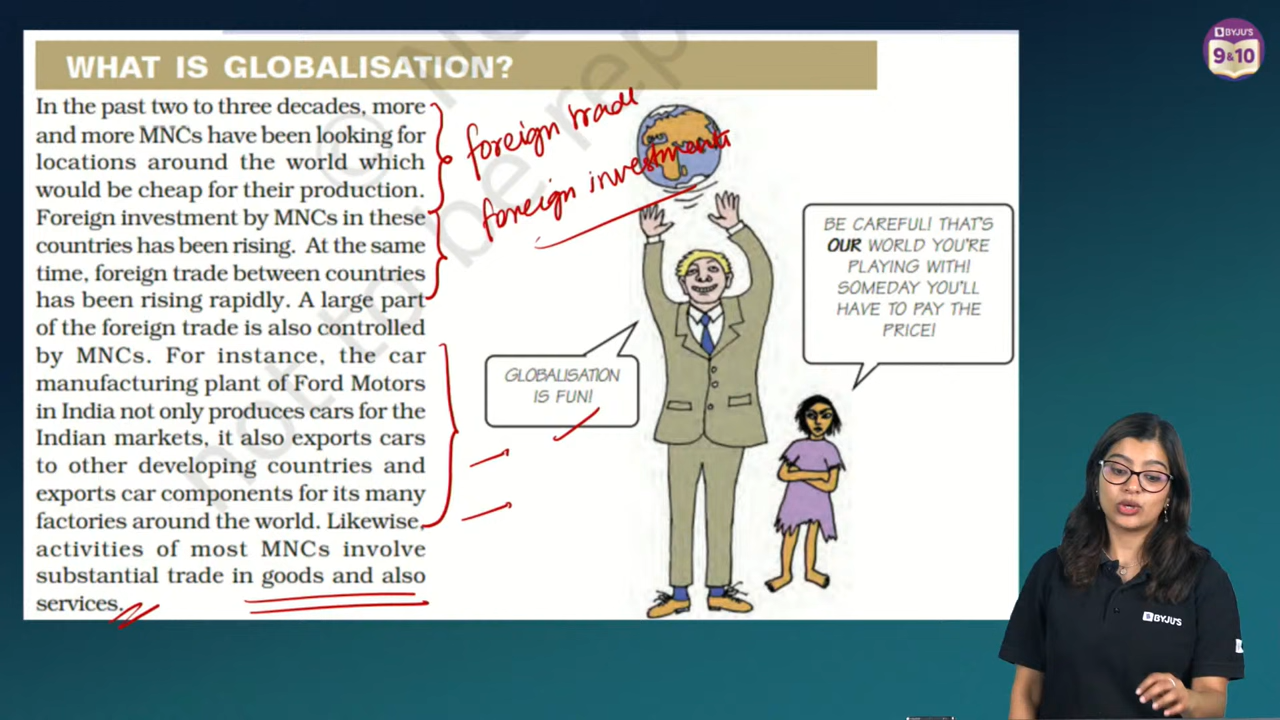 WHAT IS GLOBALISATION?
In the past two to three decades, more
and more MNCs have been looking for
locations around the world which
would be cheap for their production.
Foreign investment by MNCs in these
countries has been rising. At the same
time, foreign trade between countries
has been rising rapidly. A large part
of the foreign trade is also controlled
by MNCs. For instance, the car
manufacturing plant of Ford Motors
in India not only produces cars for the
Indian markets, it also exports cars
to other developing countries and
exports car components for its many
factories around the world. Likewise,
activities of most MNCs involve
substantial trade in goods and also
services.
foreign trade
foreign investments
GLOBALISATION
IS FUN!
BE CAREFUL! THAT'S
OUR WORLD YOU'RE
PLAYING WITH!
SOMEDAY YOU'LL
HAVE TO PAY THE
PRICE!
BYJU'S
9&10
BYJU'S
not to be rep